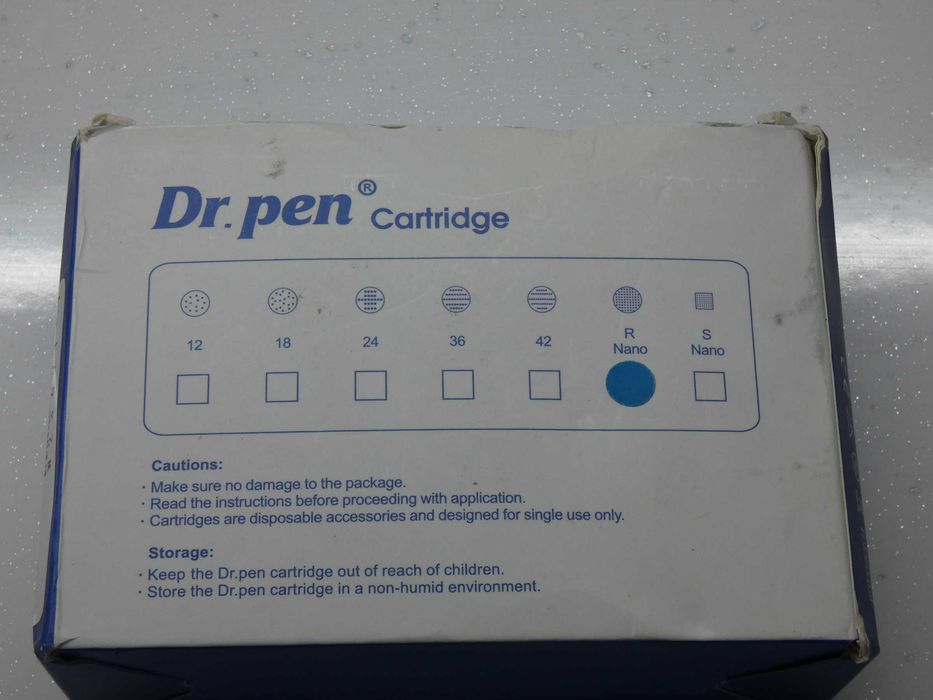 Dr.pen® Cartridge
12 18 24 36 42 R Nano S Nano
Cautions:
· Make sure no damage to the package.
· Read the instructions before proceeding with application.
· Cartridges are disposable accessories and designed for single use only.
Storage:
· Keep the Dr.pen cartridge out of reach of children.
· Store the Dr.pen cartridge in a non-humid environment.